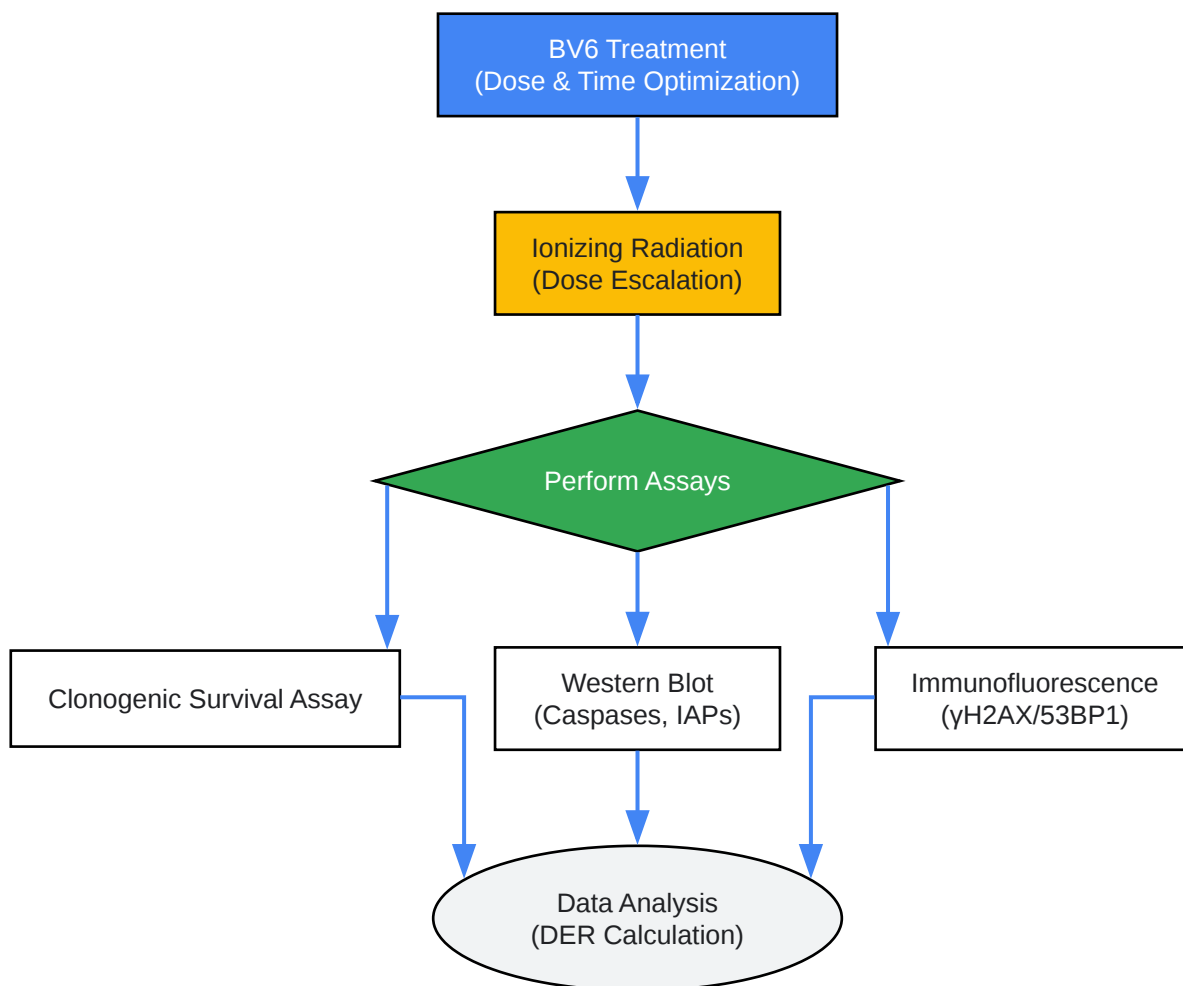 BV6 Treatment
(Dose & Time Optimization)
Ionizing Radiation
(Dose Escalation)
Perform Assays
Clonogenic Survival Assay
Western Blot
(Caspases, IAPs)
Immunofluorescence
(γH2AX/53BP1)
Data Analysis
(DER Calculation)